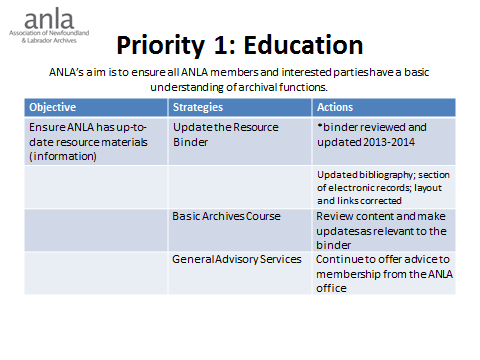 anla
Association of Newfoundland
& Labrador Archives
Priority 1: Education
ANLA's aim is to ensure all ANLA members and interested parties have a basic
understanding of archival functions.
Objective Strategies Actions
Ensure ANLA has up-to-
date resource materials
(information)
Update the Resource
Binder
*binder reviewed and
updated 2013-2014
Updated bibliography; section
of electronic records; layout
and links corrected
Basic Archives Course
Review content and make
updates as relevant to the
binder
General Advisory Services
Continue to offer advice to
membership from the ANLA
office